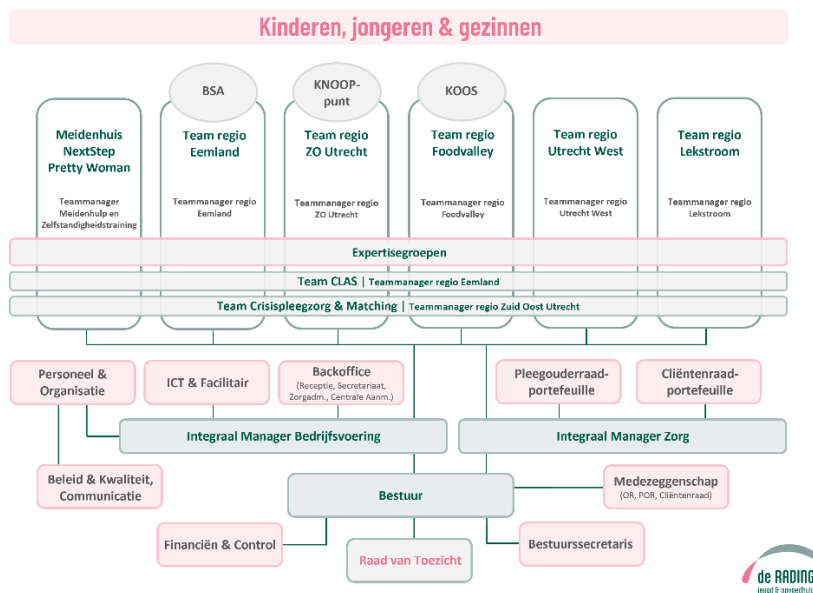 Kinderen, jongeren & gezinnen
BSA
KNOOP-
punt
KOOS
Meidenhuis
NextStep
Pretty Woman
Teammanager
Meidenhulp en
Zelfstandigheidstraining
Team regio
Eemland
Teammanager regio
Eemland
Team regio
ZO Utrecht
Teammanager regio
ZO Utrecht
Team regio
Foodvalley
Teammanager regio
Foodvalley
Team regio
Utrecht West
Teammanager regio
Utrecht West
Team regio
Lekstroom
Teammanager regio
Lekstroom
Expertisegroepen
Team CLAS | Teammanager regio Eemland
Team Crisispleegzorg & Matching | Teammanager regio Zuid Oost Utrecht
Personeel &
Organisatie
ICT & Facilitair
Backoffice
(Receptie, Secretariaat,
Zorgadm., Centrale Aanm.)
Pleegouderraad-
portefeuille
Cliëntenraad-
portefeuille
Integraal Manager Bedrijfsvoering
Integraal Manager Zorg
Beleid & Kwaliteit,
Communicatie
Bestuur
Medezeggenschap
(OR, POR, Cliëntenraad)
Financiën & Control
Raad van Toezicht
Bestuurssecretaris
de RADING
jeugd &